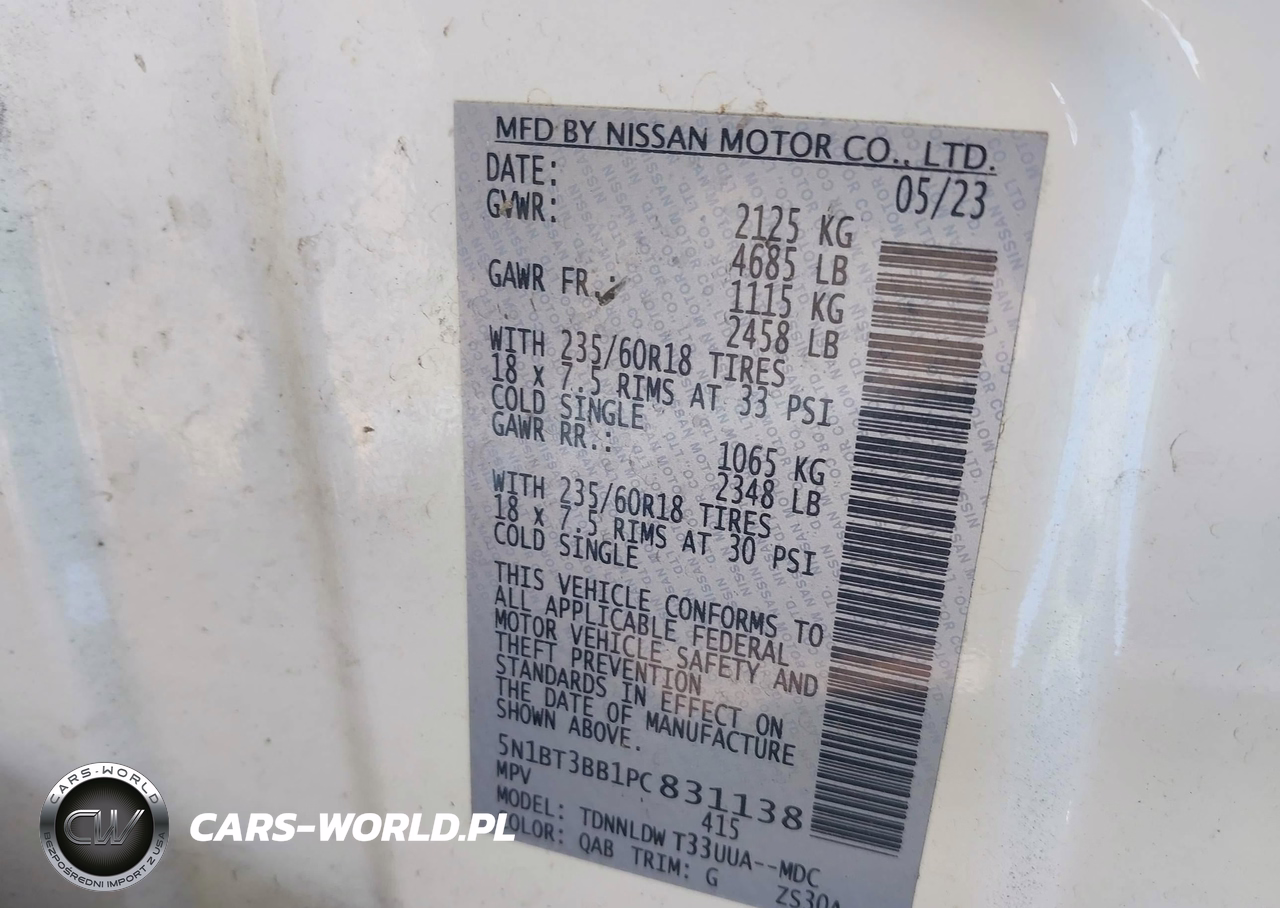 MFD BY NISSAN MOTOR CO., LTD.
DATE: 05/23
GVWR: 2125 KG
4685 LB
GAWR FR.: 1115 KG
2458 LB
WITH 235/60R18 TIRES
18 x 7.5 RIMS AT 33 PSI
COLD SINGLE
GAWR RR.: 1065 KG
2348 LB
WITH 235/60R18 TIRES
18 x 7.5 RIMS AT 30 PSI
COLD SINGLE
THIS VEHICLE CONFORMS TO
ALL APPLICABLE FEDERAL
MOTOR VEHICLE SAFETY AND
THEFT PREVENTION
STANDARDS IN EFFECT ON
THE DATE OF MANUFACTURE
SHOWN ABOVE.
5N1BT3BB1PC831138
MPV 415
MODEL: TDNNLDW T33UUA--MDC
COLOR: QAB TRIM: G
CARS-WORLD
CW
BEZPOŚREDNI IMPORT Z USA
CARS-WORLD.PL